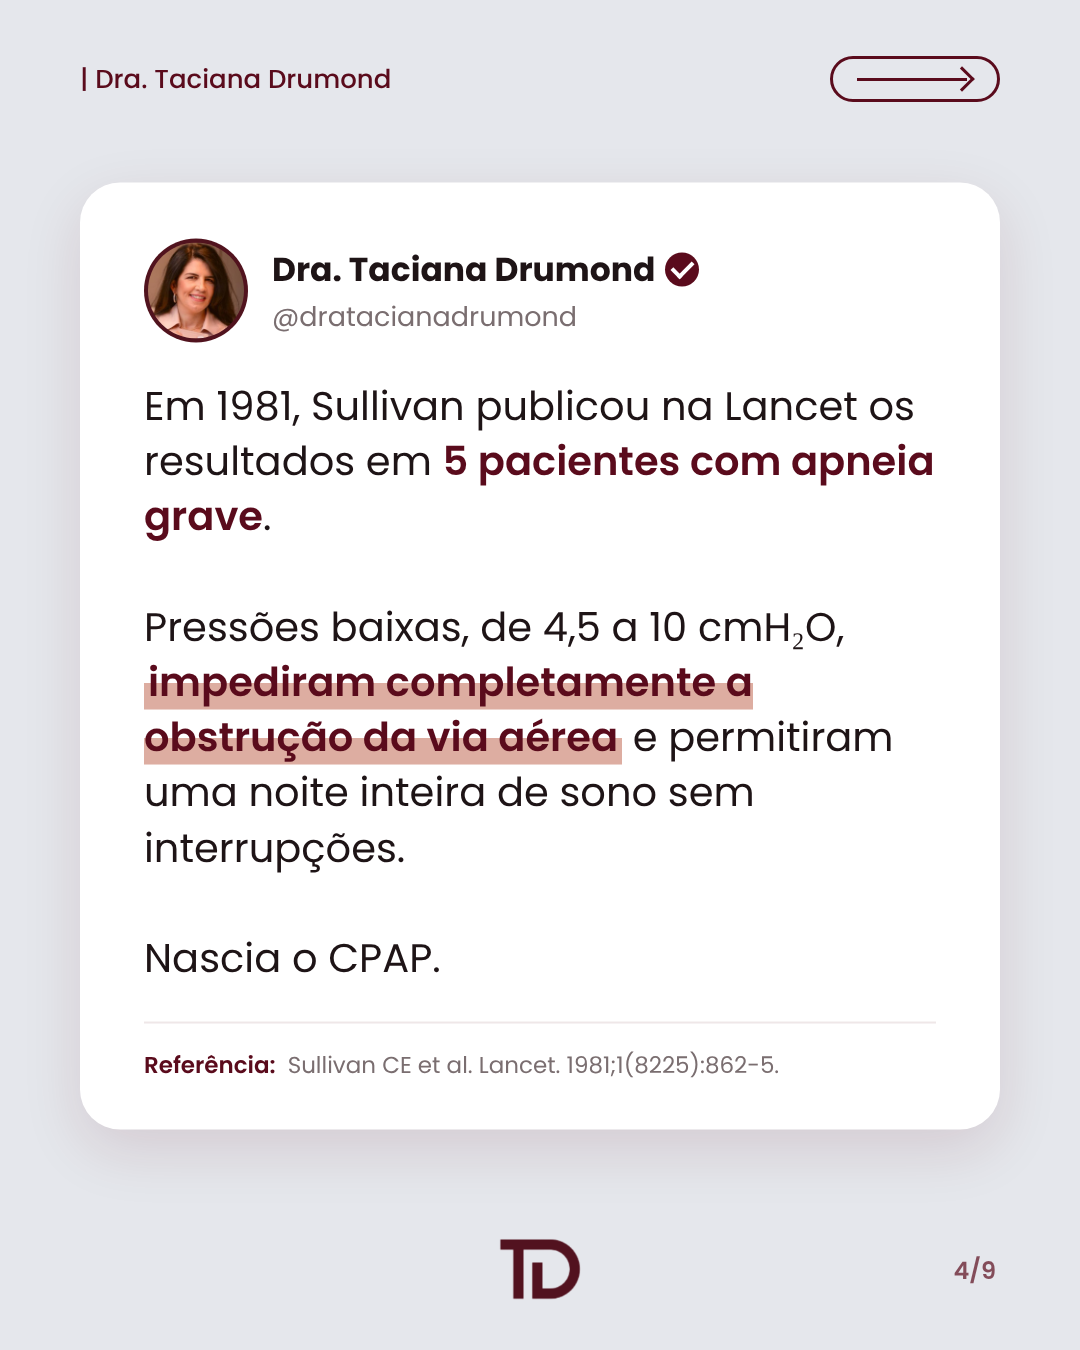 | Dra. Taciana Drumond
Dra. Taciana Drumond
@dratacianadrumond
Em 1981, Sullivan publicou na Lancet os
resultados em 5 pacientes com apneia
grave.
Pressões baixas, de 4,5 a 10 cmH₂O,
impediram completamente a
obstrução da via aérea e permitiram
uma noite inteira de sono sem
interrupções.
Nascia o CPAP.
Referência: Sullivan CE et al. Lancet. 1981;1(8225):862-5.
TD
4/9